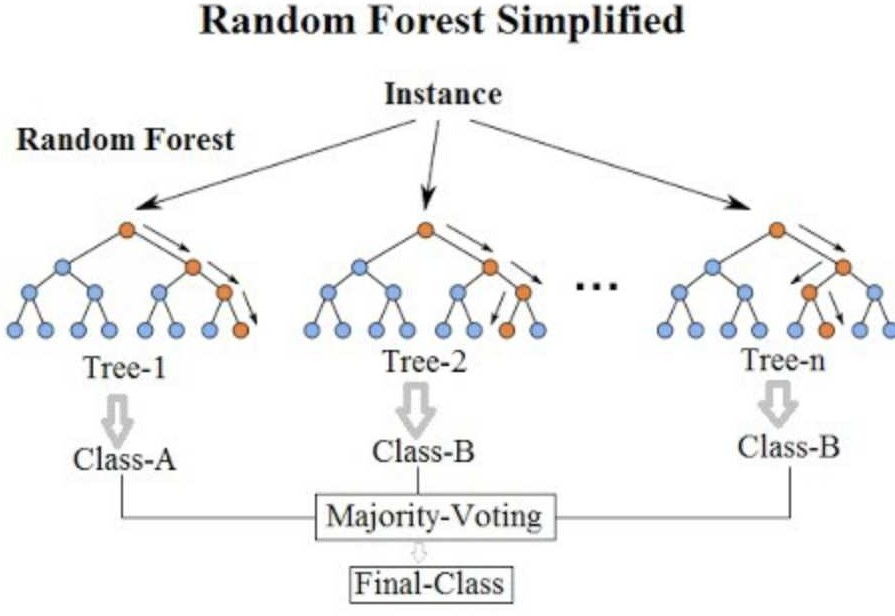 Random Forest Simplified
Instance
Random Forest
...
Tree-1
Tree-2
Tree-n
Class-A
Class-B
Class-B
Majority-Voting
Final-Class